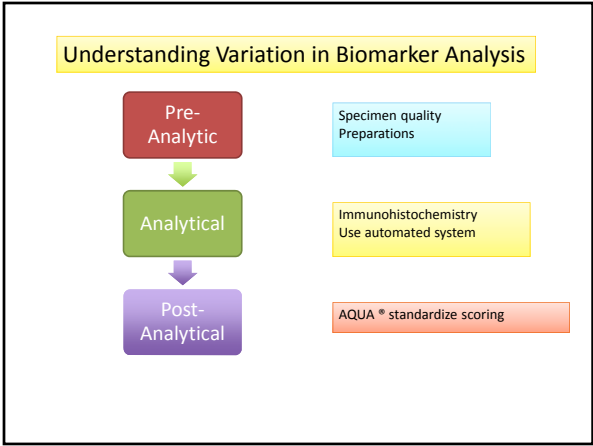 Understanding Variation in Biomarker Analysis
Pre-
Analytic
Specimen quality
Preparations
Analytical
Immunohistochemistry
Use automated system
Post-
Analytical
AQUA ® standardize scoring